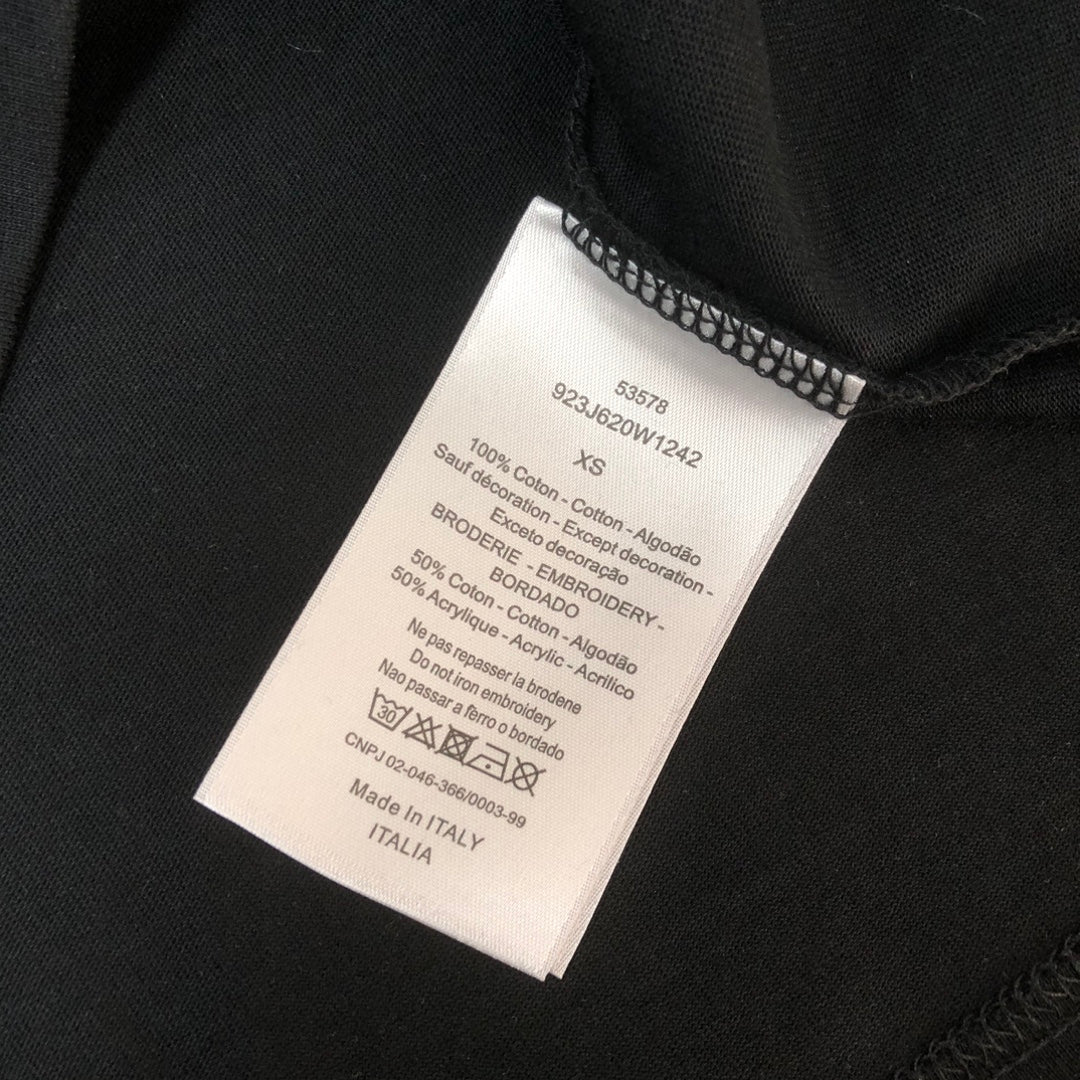 53578
923J620W1242
XS
100% Coton - Cotton - Algodão
Sauf décoration - Except decoration -
Exceto decoração
BRODERIE - EMBROIDERY -
BORDADO
50% Coton - Cotton - Algodão
50% Acrylique - Acrylic - Acrílico
Ne pas repasser la brodene
Do not iron embroidery
Nao passar a ferro o bordado
30
CNPJ 02-046-366/0003-99
Made In ITALY
ITALIA